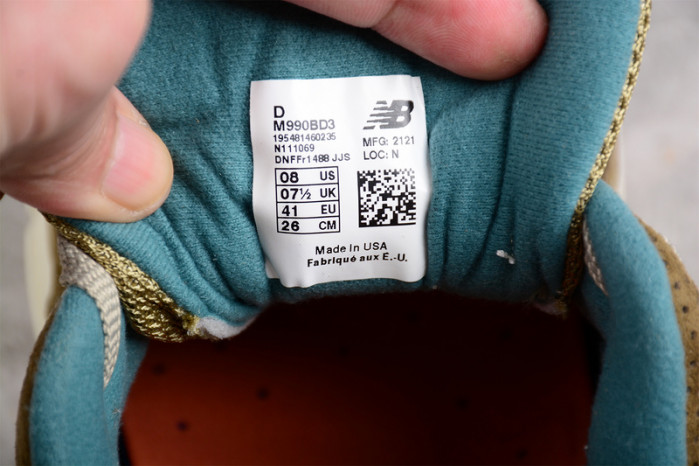 D
M990BD3
195481460235
N111069
DNFFr1488 JJS
NB
MFG: 2121
LOC: N
08 US
07½ UK
41 EU
26 CM
Made in USA
Fabriqué aux E.-U.